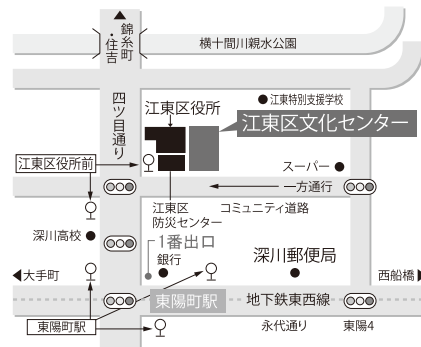 錦糸町
・住吉
横十間川親水公園
四ツ目通り
江東区役所
江東特別支援学校
江東区文化センター
江東区役所前
スーパー
一方通行
江東区
防災センター
コミュニティ道路
深川高校
1番出口
銀行
深川郵便局
大手町
西船橋
東陽町駅
地下鉄東西線
東陽町駅
永代通り
東陽4